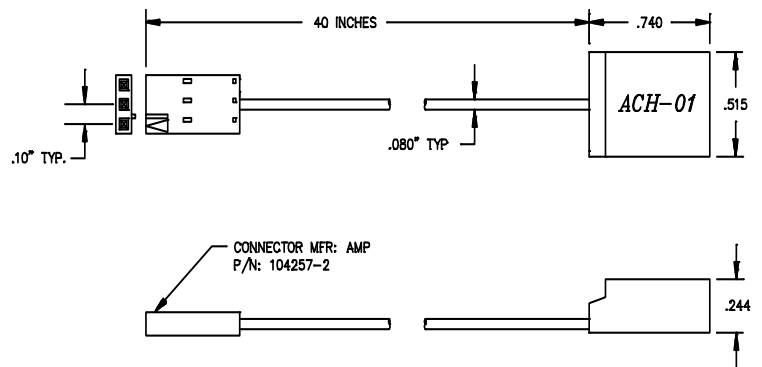 40 INCHES
.740
ACH-01
.515
.10" TYP.
.080" TYP
CONNECTOR MFR: AMP
P/N: 104257-2
.244